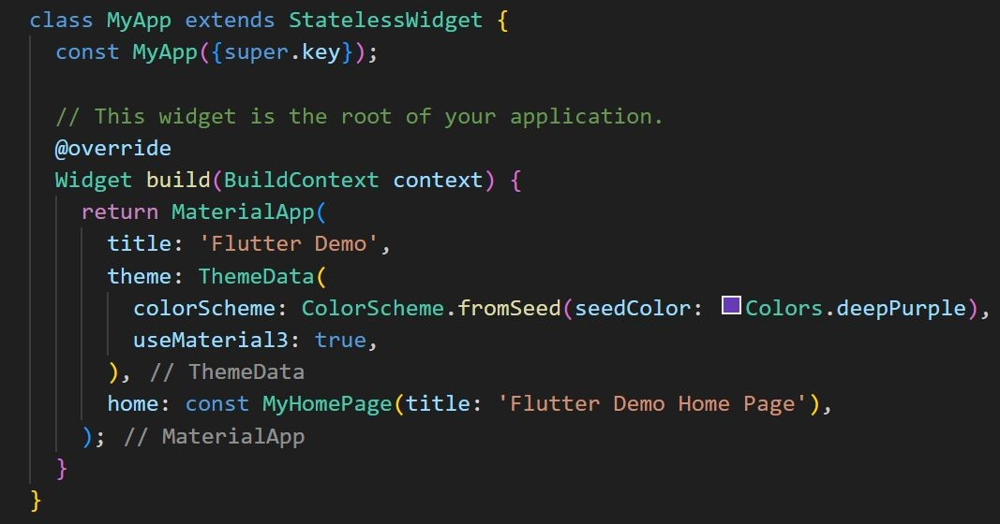 class MyApp extends StatelessWidget {
  const MyApp({super.key});

  // This widget is the root of your application.
  @override
  Widget build(BuildContext context) {
    return MaterialApp(
      title: 'Flutter Demo',
      theme: ThemeData(
        colorScheme: ColorScheme.fromSeed(seedColor: Colors.deepPurple),
        useMaterial3: true,
      ), // ThemeData
      home: const MyHomePage(title: 'Flutter Demo Home Page'),
    ); // MaterialApp
  }
}